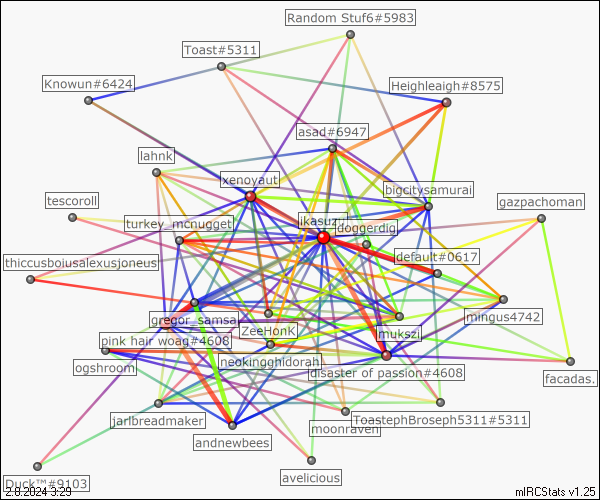 Random Stuf6#5983
Toast#5311
Knowun#6424
Heighleaigh#8575
asad#6947
lahnk
xenoyaut
bigcitysamurai
tescoroll
gazpachoman
turkey_mcnugget
ikasuz
doggerdig
default#0617
thiccusboiusalexusjoneus
gregor_samsa
mingus4742
ZeeHonk
mukszi
pink hair woag#4608
neokingghidorah
ogshroom
disaster of passion#4608
facadas.
jarlbreadmaker
ToastephBroseph5311#5311
moonraven
andnewbees
avelicious
Duck™#9103
2.8.2024 3:29
mIRCStats v1.25